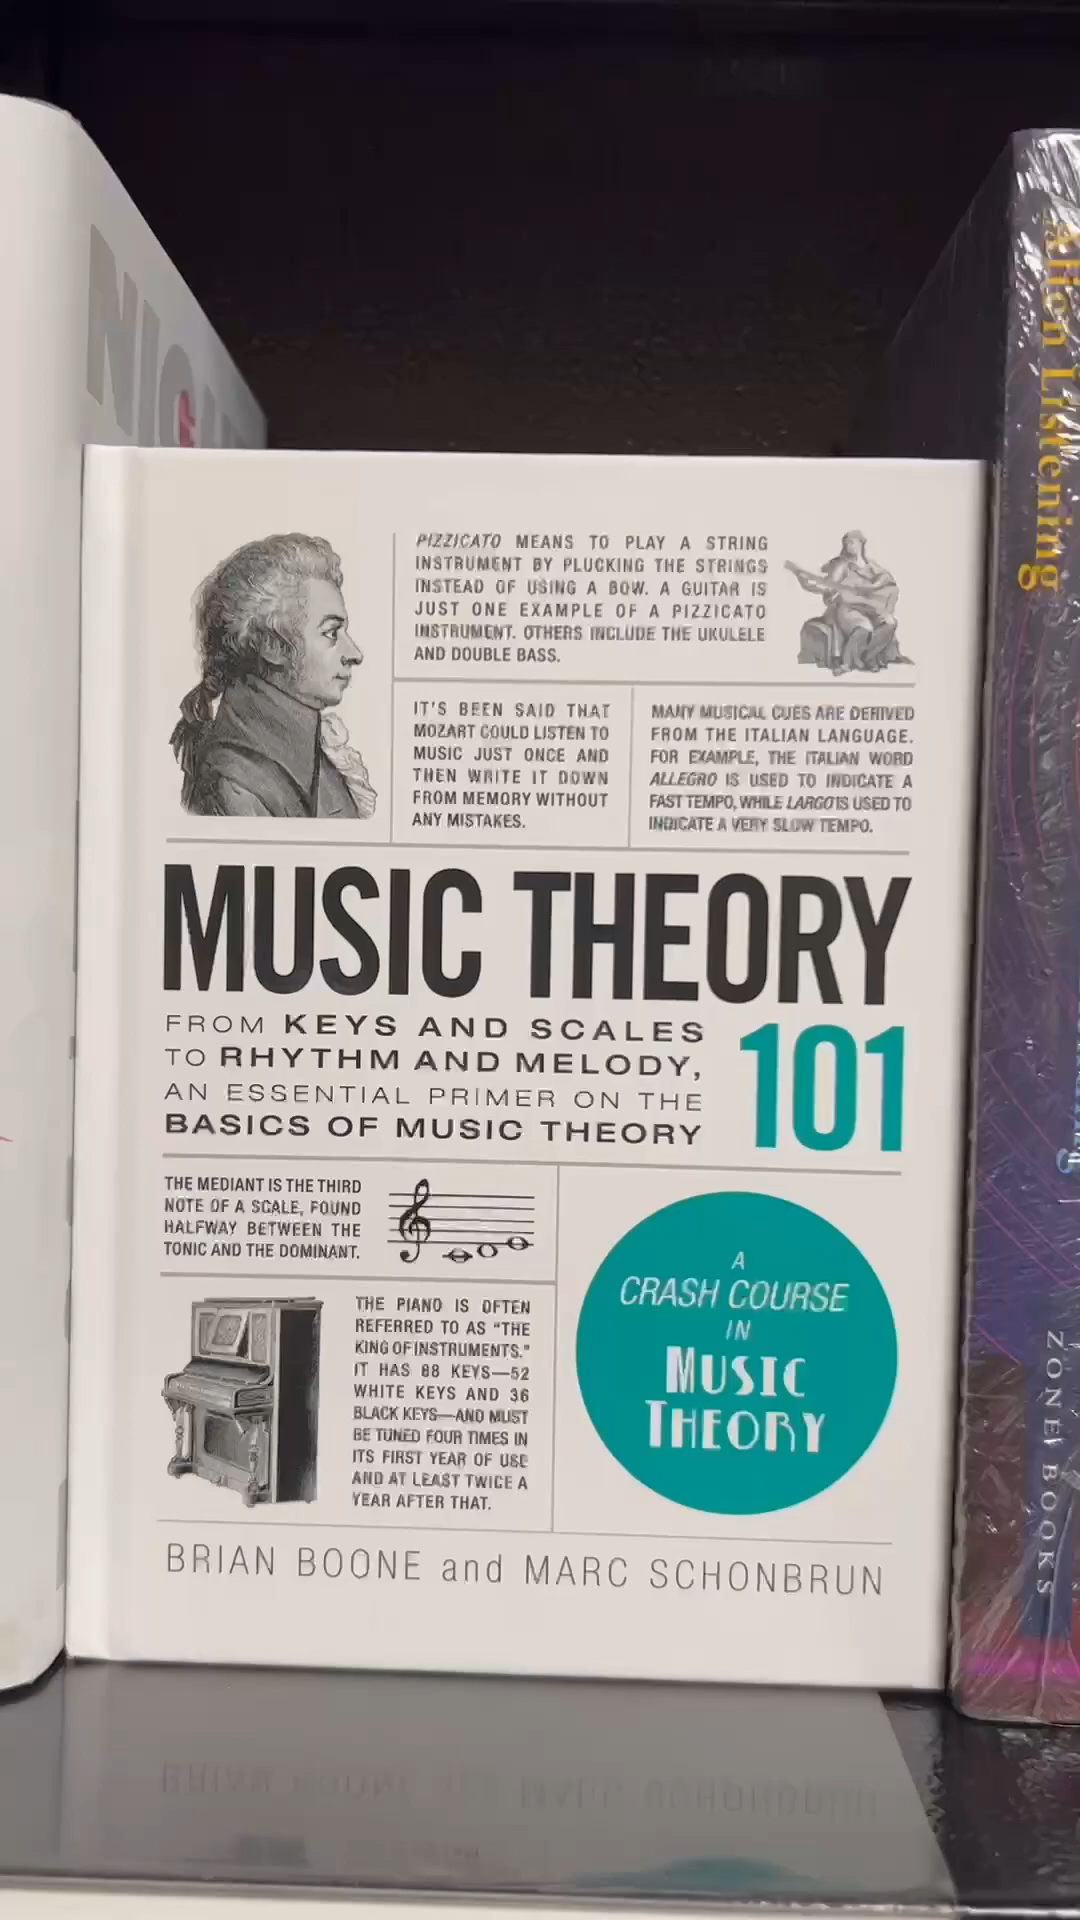 PIZZICATO MEANS TO PLAY A STRING
INSTRUMENT BY PLUCKING THE STRINGS
INSTEAD OF USING A BOW. A GUITAR IS
JUST ONE EXAMPLE OF A PIZZICATO
INSTRUMENT. OTHERS INCLUDE THE UKULELE
AND DOUBLE BASS.
IT'S BEEN SAID THAT
MOZART COULD LISTEN TO
MUSIC JUST ONCE AND
THEN WRITE IT DOWN
FROM MEMORY WITHOUT
ANY MISTAKES.
MANY MUSICAL CUES ARE DERIVED
FROM THE ITALIAN LANGUAGE.
FOR EXAMPLE, THE ITALIAN WORD
ALLEGRO IS USED TO INDICATE A
FAST TEMPO, WHILE LARGO IS USED TO
INDICATE A VERY SLOW TEMPO.
MUSIC THEORY
101
FROM KEYS AND SCALES
TO RHYTHM AND MELODY,
AN ESSENTIAL PRIMER ON THE
BASICS OF MUSIC THEORY
THE MEDIANT IS THE THIRD
NOTE OF A SCALE, FOUND
HALFWAY BETWEEN THE
TONIC AND THE DOMINANT.
THE PIANO IS OFTEN
REFERRED TO AS "THE
KING OF INSTRUMENTS."
IT HAS 88 KEYS—52
WHITE KEYS AND 36
BLACK KEYS—AND MUST
BE TUNED FOUR TIMES IN
ITS FIRST YEAR OF USE
AND AT LEAST TWICE A
YEAR AFTER THAT.
A
CRASH COURSE
IN
MUSIC
THEORY
BRIAN BOONE and MARC SCHONBRUN
Listening
ZONE BOOKS